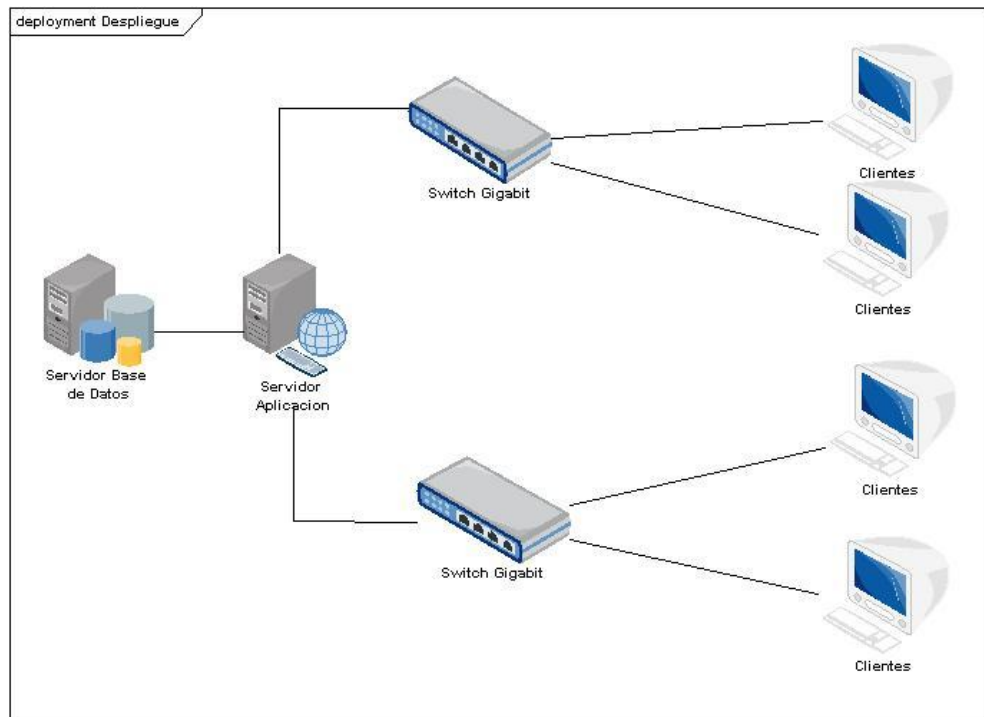 deployment Despliegue
Switch Gigabit
Clientes
Clientes
Servidor Base
de Datos
Servidor
Aplicacion
Clientes
Switch Gigabit
Clientes